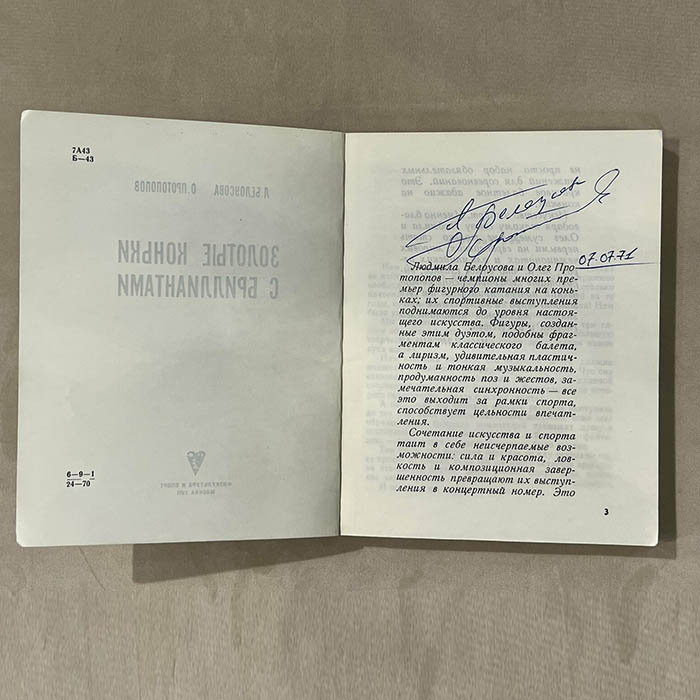 7А43
Б—43
Л. БЕЛОУСОВА О. ПРОТОПОПОВ
ЗОЛОТЫЕ КОНЬКИ
С БРИЛЛИАНТАМИ
6—9—1
24—70
ФИЗКУЛЬТУРА И СПОРТ
МОСКВА 1971
Л Белоусова
07.07.71
Людмила Белоусова и Олег Про-
топопов — чемпионы многих пре-
мьер фигурного катания на конь-
ках; их спортивные выступления
поднимаются до уровня настоя-
щего искусства. Фигуры, создан-
ные этим дуэтом, подобны фраг-
ментам классического балета,
а лиризм, удивительная пластич-
ность и тонкая музыкальность,
продуманность поз и жестов, за-
мечательная синхронность — все
это выходит за рамки спорта,
способствует цельности впечат-
ления.
Сочетание искусства и спорта
таит в себе неисчерпаемые воз-
можности: сила и красота, лов-
кость и композиционная завер-
шенность превращают их выступ-
ления в концертный номер. Это
3